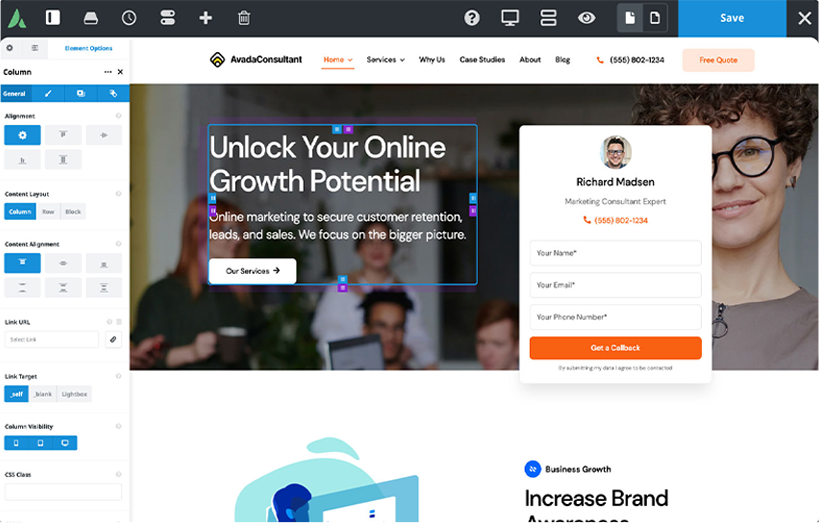 Save
Element Options
Column
General
Alignment
Content Layout
Column Row Block
Content Alignment
Link URL
Select Link
Link Target
_self _blank Lightbox
Column Visibility
CSS Class
AvadaConsultant
Home Services Why Us Case Studies About Blog
(555) 802-1234
Free Quote
Unlock Your Online
Growth Potential
Online marketing to secure customer retention,
leads, and sales. We focus on the bigger picture.
Our Services
Richard Madsen
Marketing Consultant Expert
(555) 802-1234
Your Name*
Your Email*
Your Phone Number*
Get a Callback
By submitting my data I agree to be contacted
Business Growth
Increase Brand
Awareness